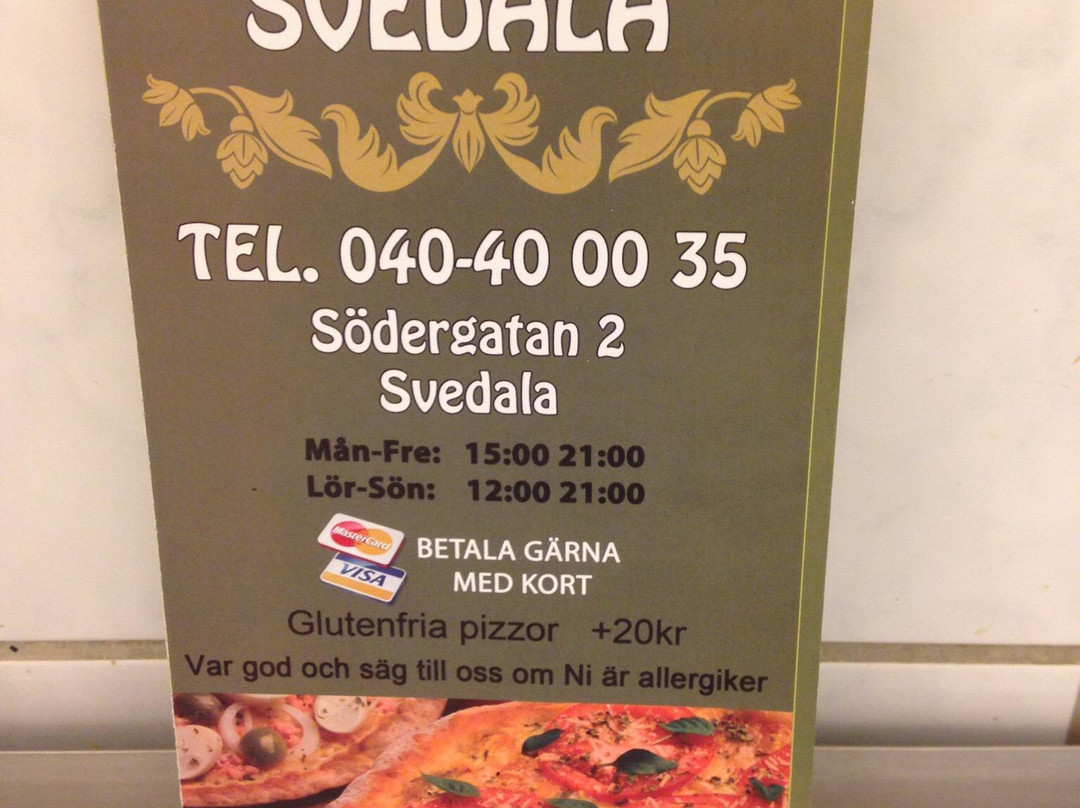 SVEDALA
TEL. 040-40 00 35
Södergatan 2
Svedala
Mån-Fre: 15:00 21:00
Lör-Sön: 12:00 21:00
MasterCard
VISA
BETALA GÄRNA
MED KORT
Glutenfria pizzor +20kr
Var god och säg till oss om Ni är allergiker